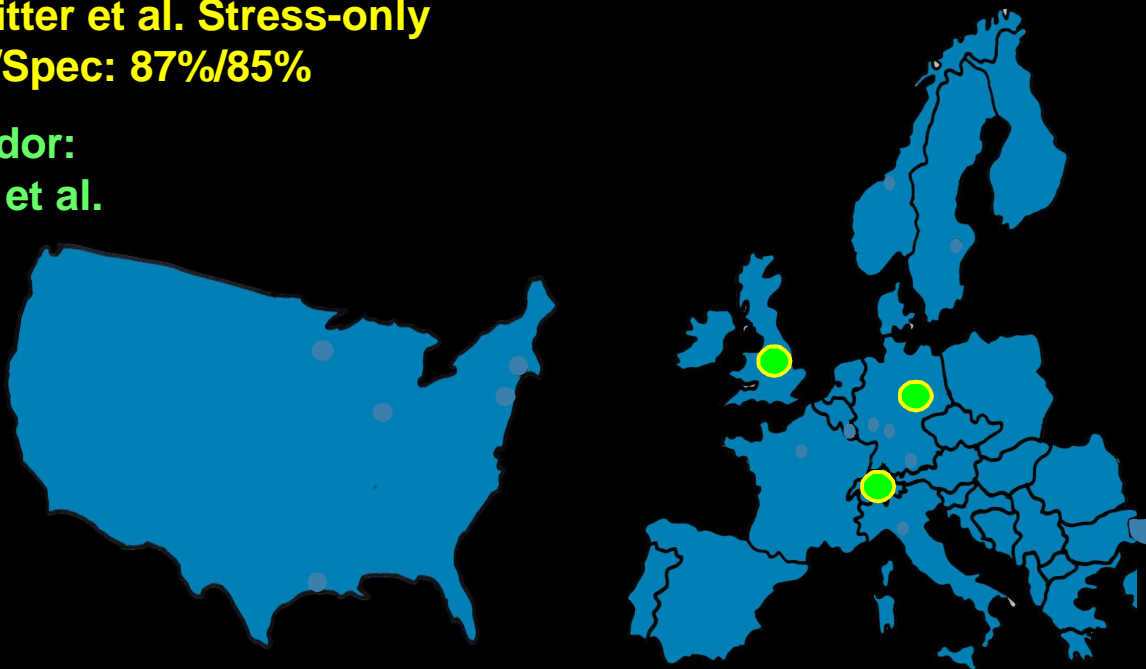 itter et al. Stress-only
/Spec: 87%/85%
dor:
et al.